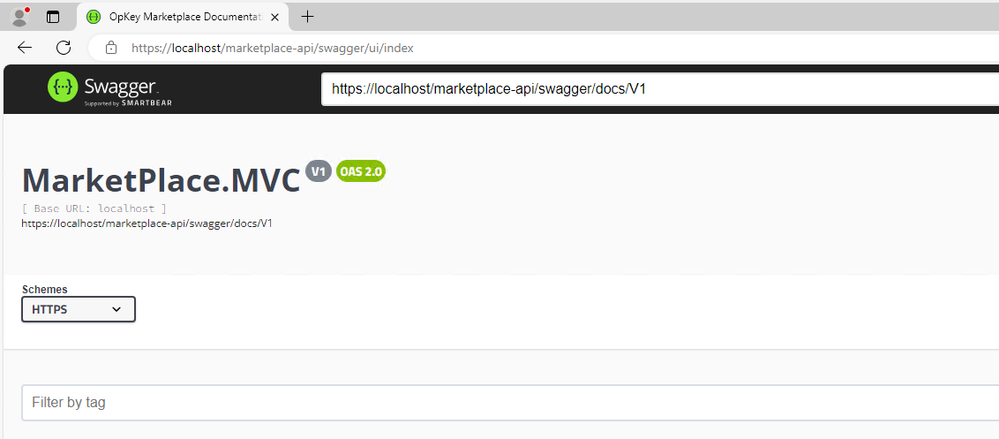 OpKey Marketplace Documentat
https://localhost/marketplace-api/swagger/ui/index
Swagger
Supported by SMARTBEAR
https://localhost/marketplace-api/swagger/docs/V1
MarketPlace.MVC V1 OAS 2.0
[ Base URL: localhost ]
https://localhost/marketplace-api/swagger/docs/V1
Schemes
HTTPS
Filter by tag